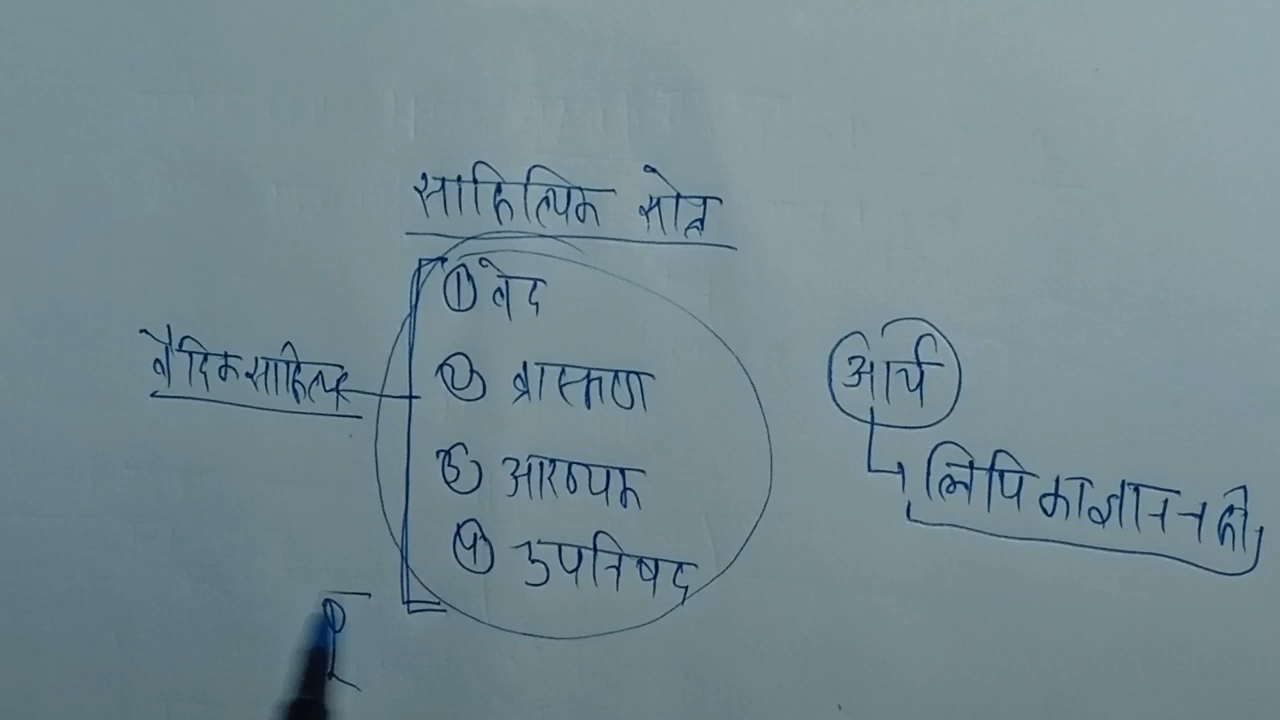 साहित्यिक स्रोत
① वेद
② ब्राह्मण
③ आरण्यक
④ उपनिषद
वैदिक साहित्य
आर्य
लिपि का ज्ञान नही